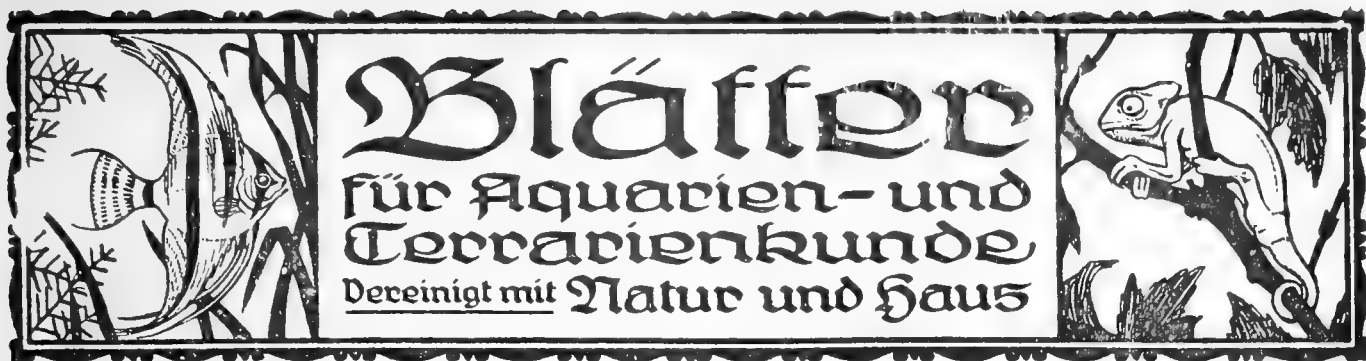 Blätter
für Aquarien- und
Terrarienkunde
Vereinigt mit Natur und Haus